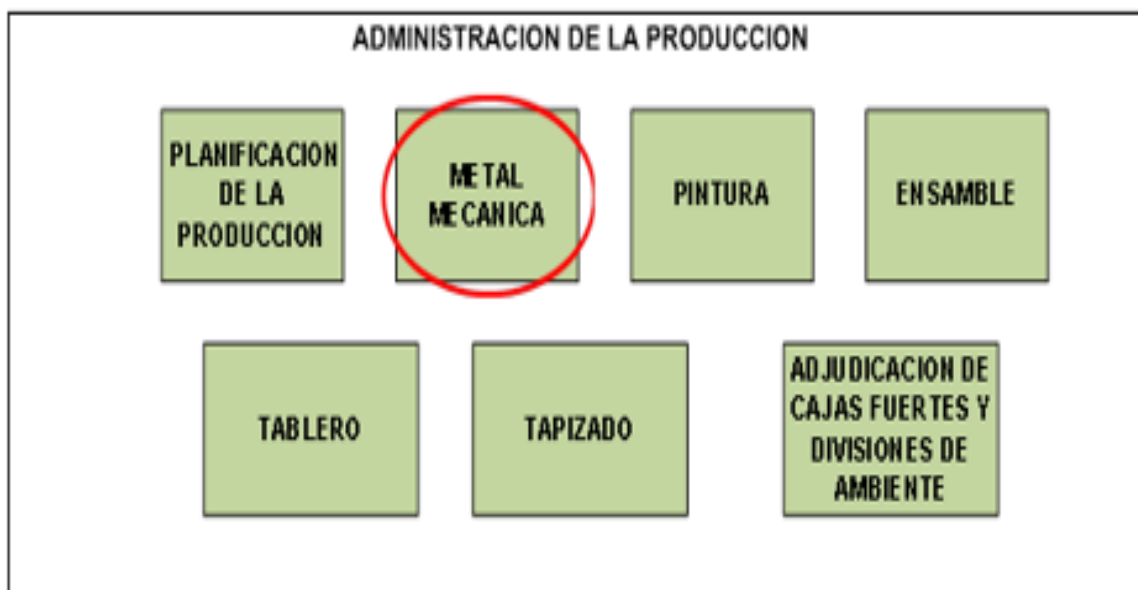 ADMINISTRACION DE LA PRODUCCION
PLANIFICACION
DE LA
PRODUCCION
METAL
MECANICA
PINTURA
ENSAMBLE
TABLERO
TAPIZADO
ADJUDICACION DE
CAJAS FUERTES Y
DIVISIONES DE
AMBIENTE